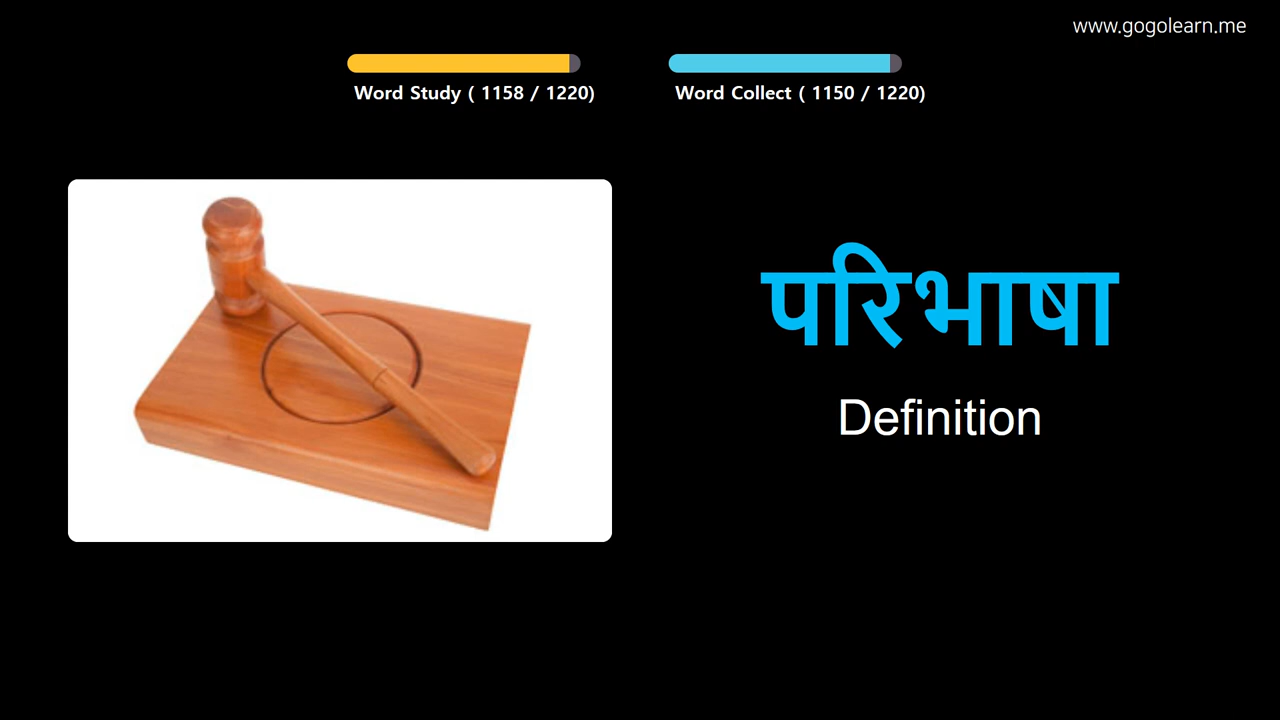 www.gogolearn.me
Word Study ( 1158 / 1220)
Word Collect ( 1150 / 1220)
परिभाषा
Definition